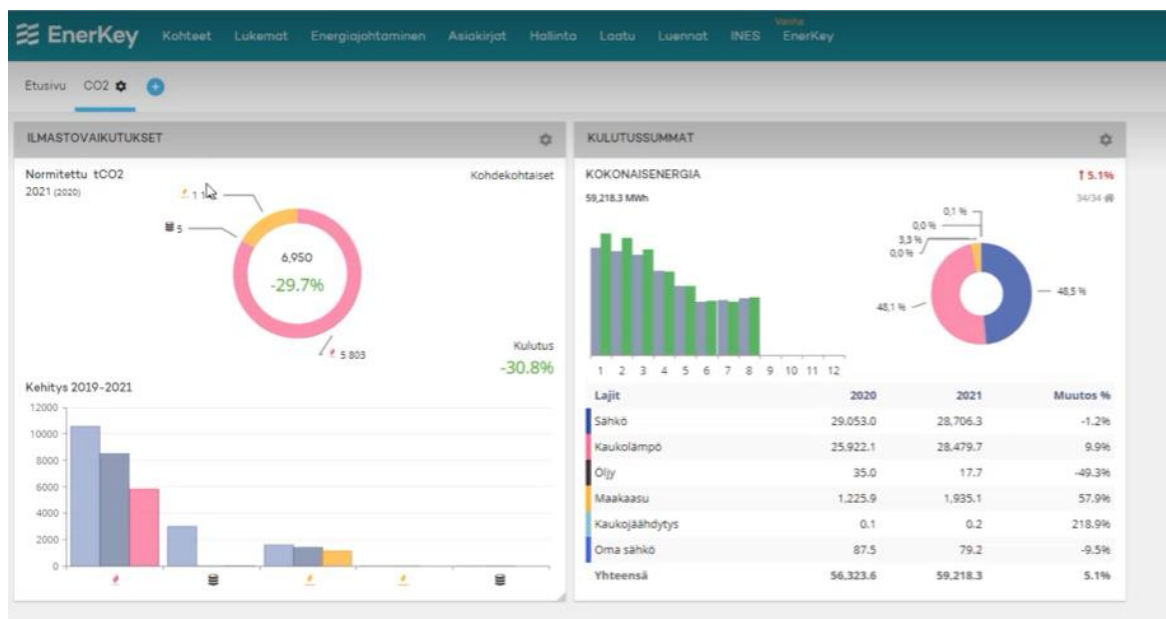 EnerKey Kohteet Lukemat Energiajohtaminen Asiakirjat Hallinta Laatu Luennat INES Vanha EnerKey
Etusivu CO2
ILMASTOVAIKUTUKSET
Normitettu tCO2
Kohdekohtaiset
2021 (2020)
5
6,950
-29.7%
5 803
Kulutus
-30.8%
Kehitys 2019-2021
12000
10000
8000
6000
4000
2000
0
KULUTUSSUMMAT
KOKONAISENERGIA
5.1%
59,218.3 MWh
34/34
0,1 %
0,0 %
3,3 %
0,0 %
48,1 %
48,5 %
1 2 3 4 5 6 7 8 9 10 11 12
Lajit 2020 2021 Muutos %
Sähkö 29,053.0 28,706.3 -1.2%
Kaukolämpö 25,922.1 28,479.7 9.9%
Öljy 35.0 17.7 -49.3%
Maakaasu 1,225.9 1,935.1 57.9%
Kaukojäähdytys 0.1 0.2 218.9%
Oma sähkö 87.5 79.2 -9.5%
Yhteensä 56,323.6 59,218.3 5.1%